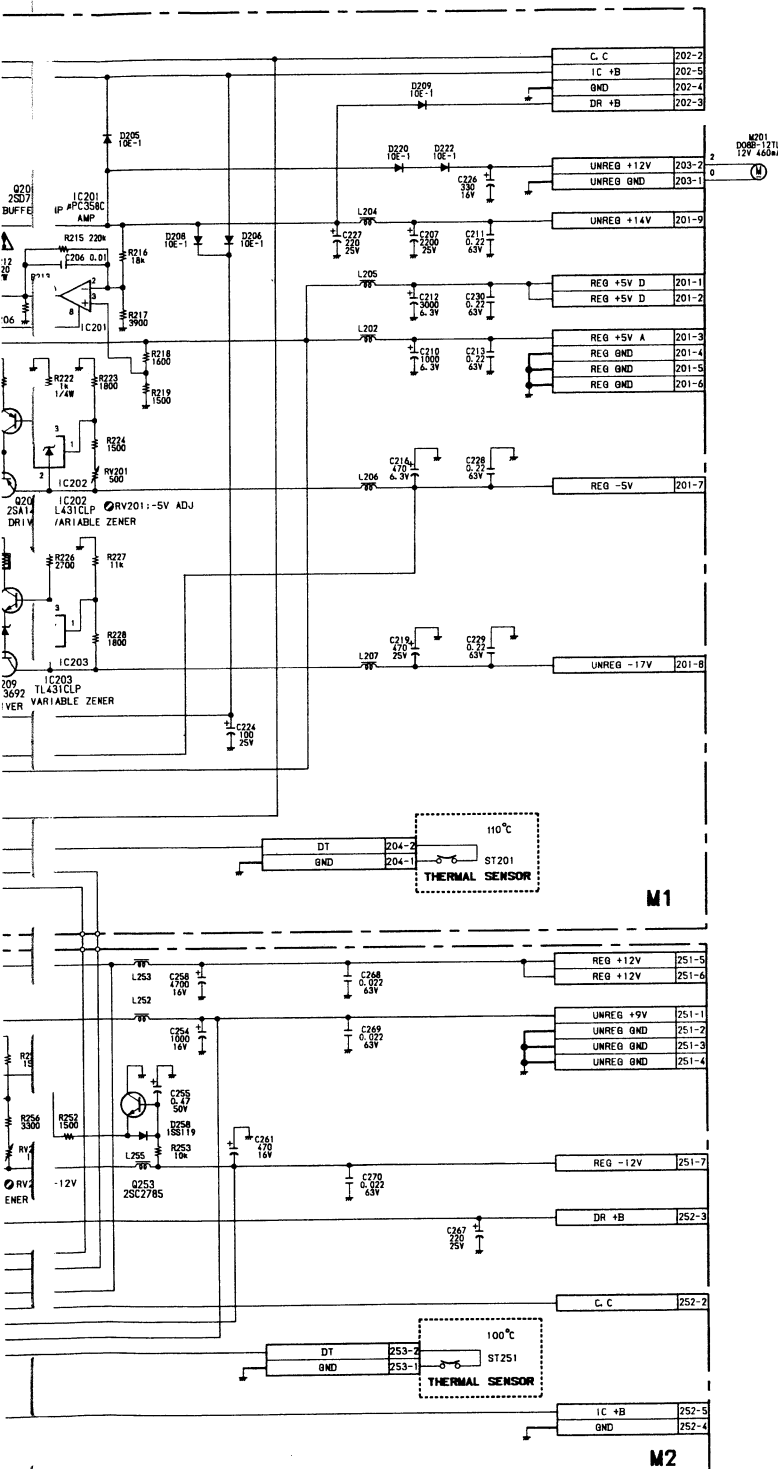 C. C 202-2
IC +B 202-5
GND 202-4
DR +B 202-3
D209
10E-1
M201
D08B-12TL
D205
10E-1
D220
10E-1
D222
10E-1
2
UNREG +12V 203-2
0
UNREG GND 203-1
M
C226
330
16V
IC201
µPC358C
AMP
L204
UNREG +14V 201-9
R215 220k
C206 0.01
R216
18k
D208
10E-1
D206
10E-1
C227
220
25V
C207
2200
25V
C211
0.22
63V
2
3
8
IC201
R217
3900
L205
REG +5V D 201-1
REG +5V D 201-2
C212
3000
6.3V
C230
0.22
63V
L202
REG +5V A 201-3
REG GND 201-4
REG GND 201-5
REG GND 201-6
C210
1000
6.3V
C213
0.22
63V
R218
1600
R219
1500
R222
1k
1/4W
R223
1800
3
1
2
R224
1500
RV201
500
IC202
IC202
L431CLP
VARIABLE ZENER
RV201:-5V ADJ
C216
470
6.3V
C228
0.22
63V
L206
REG -5V 201-7
R226
2700
R227
11k
3
1
R228
1800
IC203
IC203
TL431CLP
VARIABLE ZENER
C219
470
25V
C229
0.22
63V
L207
UNREG -17V 201-8
C224
100
25V
110°C
DT 204-2
GND 204-1
ST201
THERMAL SENSOR
M1
L253
C258
4700
16V
C268
0.022
63V
REG +12V 251-5
REG +12V 251-6
L252
C254
1000
16V
C269
0.022
63V
UNREG +9V 251-1
UNREG GND 251-2
UNREG GND 251-3
UNREG GND 251-4
C255
0.47
50V
D258
1SS119
R256
3300
R252
1500
R253
10k
C261
470
16V
L255
-12V
Q253
2SC2785
C270
0.022
63V
REG -12V 251-7
C267
220
25V
DR +B 252-3
C. C 252-2
100°C
DT 253-2
GND 253-1
ST251
THERMAL SENSOR
IC +B 252-5
GND 252-4
M2